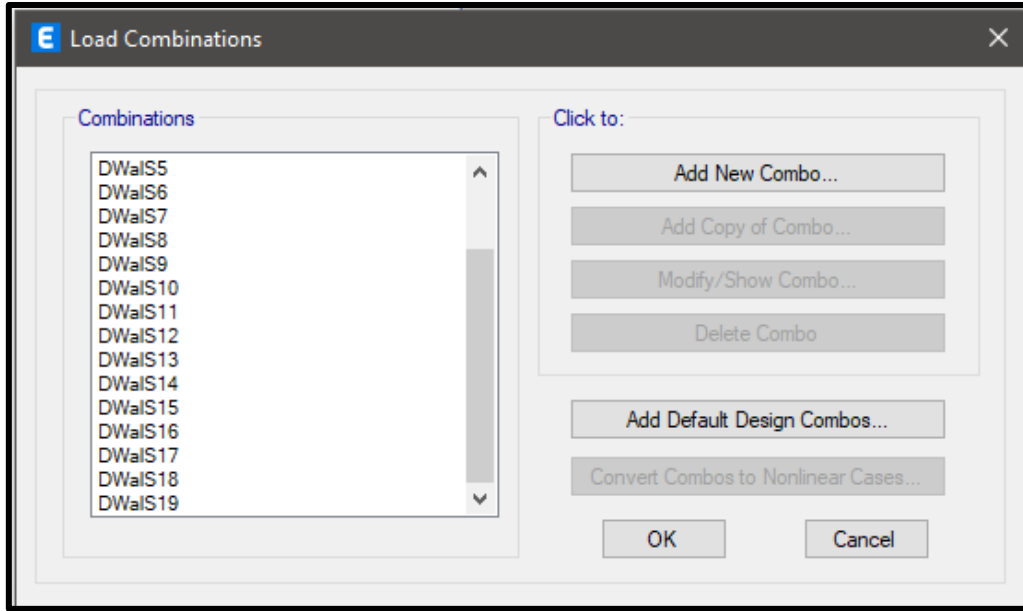 E Load Combinations
Combinations
DWalS5
DWalS6
DWalS7
DWalS8
DWalS9
DWalS10
DWalS11
DWalS12
DWalS13
DWalS14
DWalS15
DWalS16
DWalS17
DWalS18
DWalS19
Click to:
Add New Combo...
Add Copy of Combo...
Modify/Show Combo...
Delete Combo
Add Default Design Combos...
Convert Combos to Nonlinear Cases...
OK
Cancel